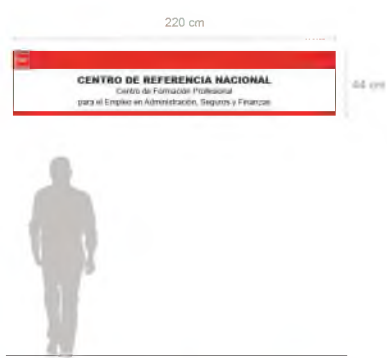 220 cm
CENTRO DE REFERENCIA NACIONAL
Centro de Formación Profesional
para el Empleo en Administración, Seguros y Finanzas
44 cm